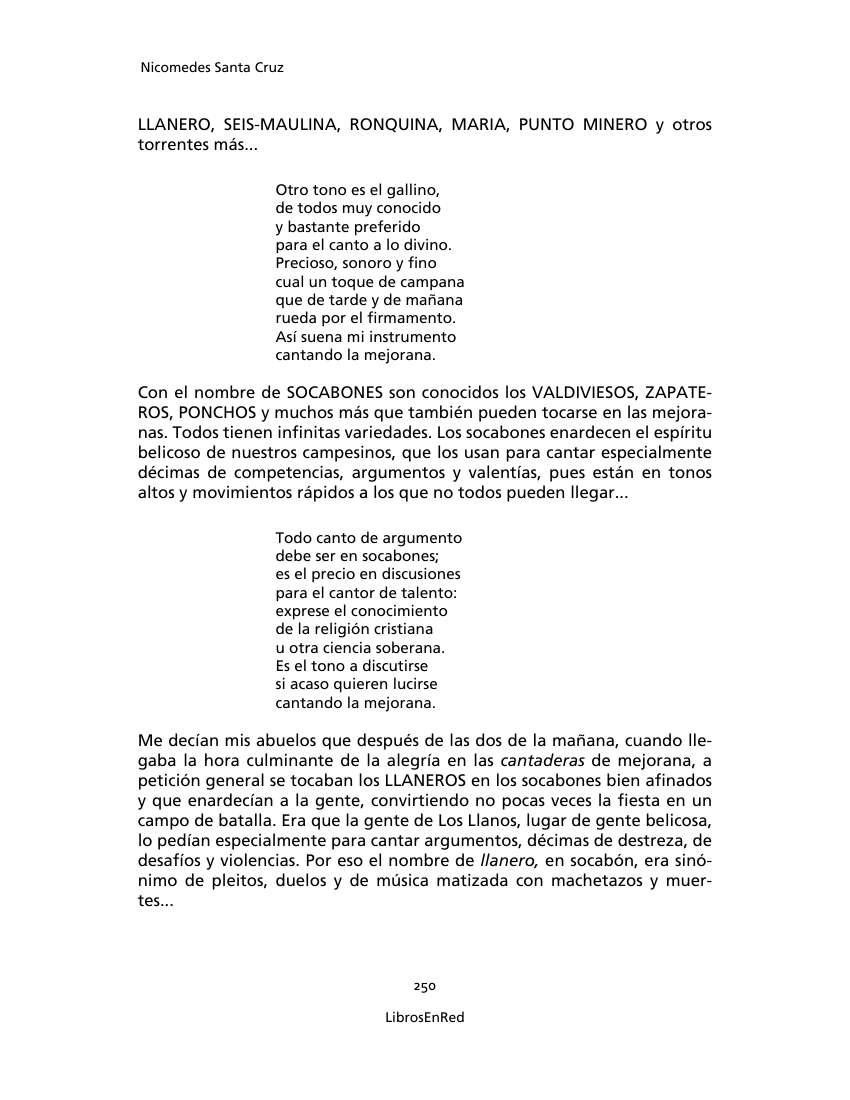 Nicomedes Santa Cruz
LLANERO, SEIS-MAULINA, RONQUINA, MARIA, PUNTO MINERO y otros
torrentes más...
Otro tono es el gallino,
de todos muy conocido
y bastante preferido
para el canto a lo divino.
Precioso, sonoro y fino
cual un toque de campana
que de tarde y de mañana
rueda por el firmamento.
Así suena mi instrumento
cantando la mejorana.
Con el nombre de SOCABONES son conocidos los VALDIVIESOS, ZAPATE-
ROS, PONCHOS y muchos más que también pueden tocarse en las mejora-
nas. Todos tienen infinitas variedades. Los socabones enardecen el espíritu
belicoso de nuestros campesinos, que los usan para cantar especialmente
décimas de competencias, argumentos y valentías, pues están en tonos
altos y movimientos rápidos a los que no todos pueden llegar...
Todo canto de argumento
debe ser en socabones;
es el precio en discusiones
para el cantor de talento:
exprese el conocimiento
de la religión cristiana
u otra ciencia soberana.
Es el tono a discutirse
si acaso quieren lucirse
cantando la mejorana.
Me decían mis abuelos que después de las dos de la mañana, cuando lle-
gaba la hora culminante de la alegría en las cantaderas de mejorana, a
petición general se tocaban los LLANEROS en los socabones bien afinados
y que enardecían a la gente, convirtiendo no pocas veces la fiesta en un
campo de batalla. Era que la gente de Los Llanos, lugar de gente belicosa,
lo pedían especialmente para cantar argumentos, décimas de destreza, de
desafíos y violencias. Por eso el nombre de llanero, en socabón, era sinó-
nimo de pleitos, duelos y de música matizada con machetazos y muer-
tes...
250
LibrosEnRed